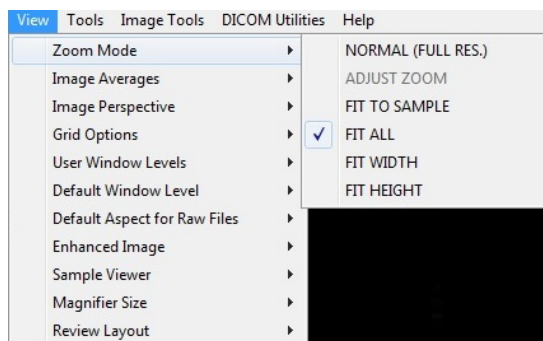 View Tools Image Tools DICOM Utilities Help
Zoom Mode
Image Averages
Image Perspective
Grid Options
User Window Levels
Default Window Level
Default Aspect for Raw Files
Enhanced Image
Sample Viewer
Magnifier Size
Review Layout
NORMAL (FULL RES.)
ADJUST ZOOM
FIT TO SAMPLE
FIT ALL
FIT WIDTH
FIT HEIGHT